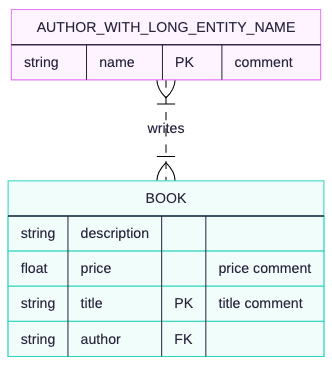 AUTHOR_WITH_LONG_ENTITY_NAME
string name PK comment
writes
BOOK
string description
float price price comment
string title PK title comment
string author FK